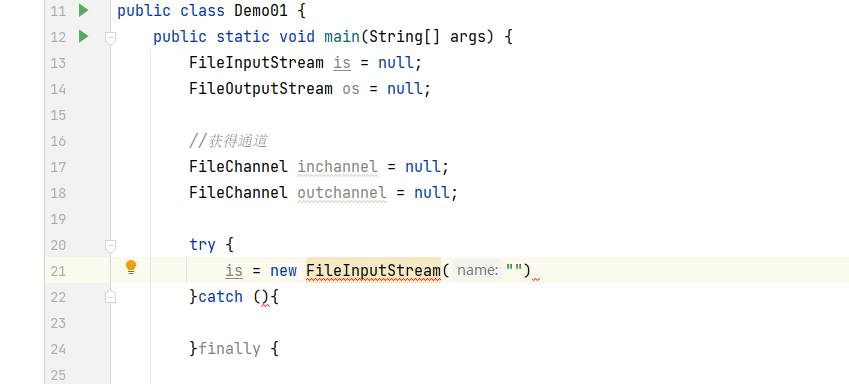 11 public class Demo01 {
12 public static void main(String[] args) {
13 FileInputStream is = null;
14 FileOutputStream os = null;
15
16 //获得通道
17 FileChannel inchannel = null;
18 FileChannel outchannel = null;
19
20 try {
21 is = new FileInputStream( name: "")
22 }catch (){
23
24 }finally {
25